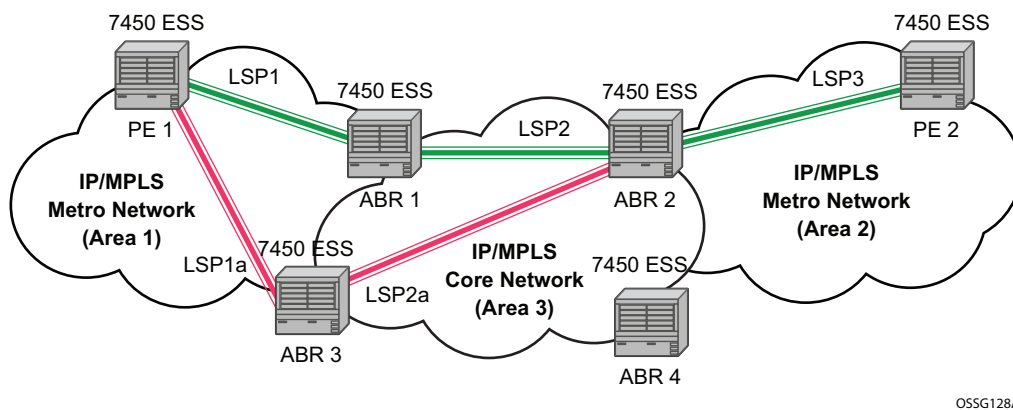 7450 ESS
PE 1
LSP1
7450 ESS
ABR 1
LSP2
7450 ESS
ABR 2
LSP3
7450 ESS
PE 2
IP/MPLS
Metro Network
(Area 1)
IP/MPLS
Metro Network
(Area 2)
LSP1a
7450 ESS
ABR 3
LSP2a
IP/MPLS
Core Network
(Area 3)
7450 ESS
ABR 4